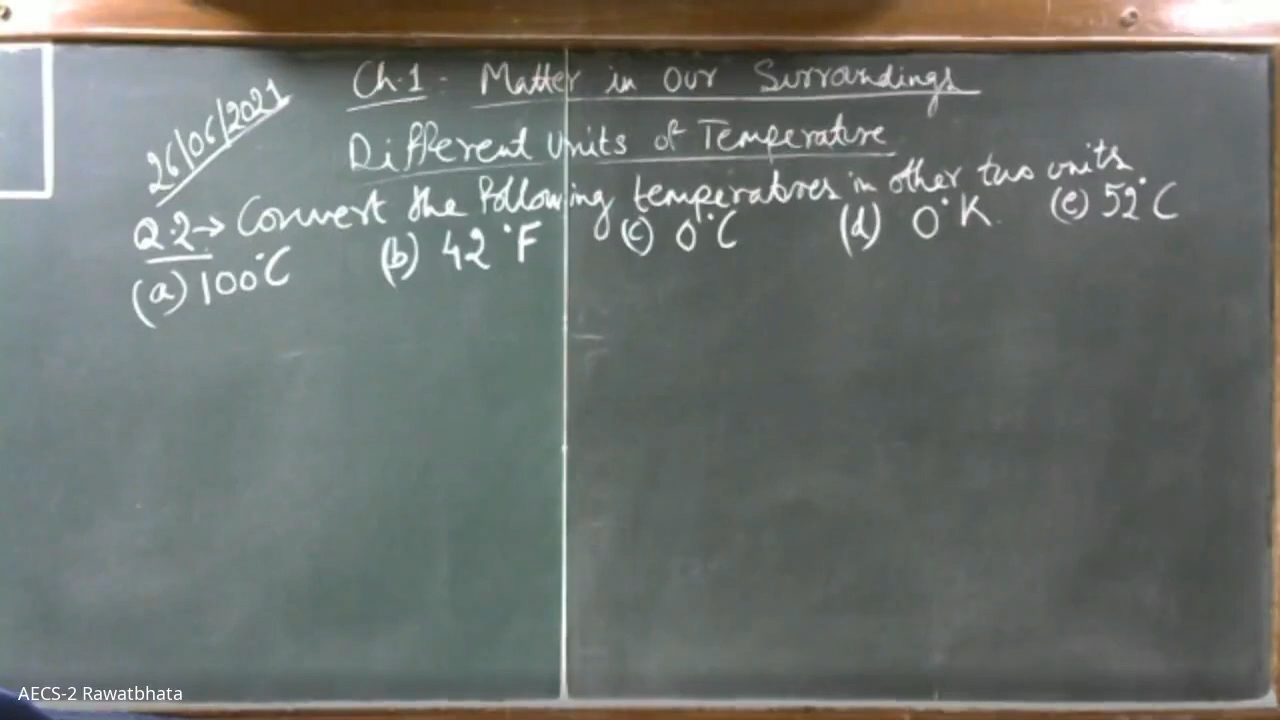 26/06/2021
Ch.1 - Matter in Our Surroundings
Different Units of Temperature
Q.2→ Convert the following temperatures in other two units.
(a) 100°C (b) 42°F (c) 0°C (d) 0°K. (e) 52°C
AECS-2 Rawatbhata